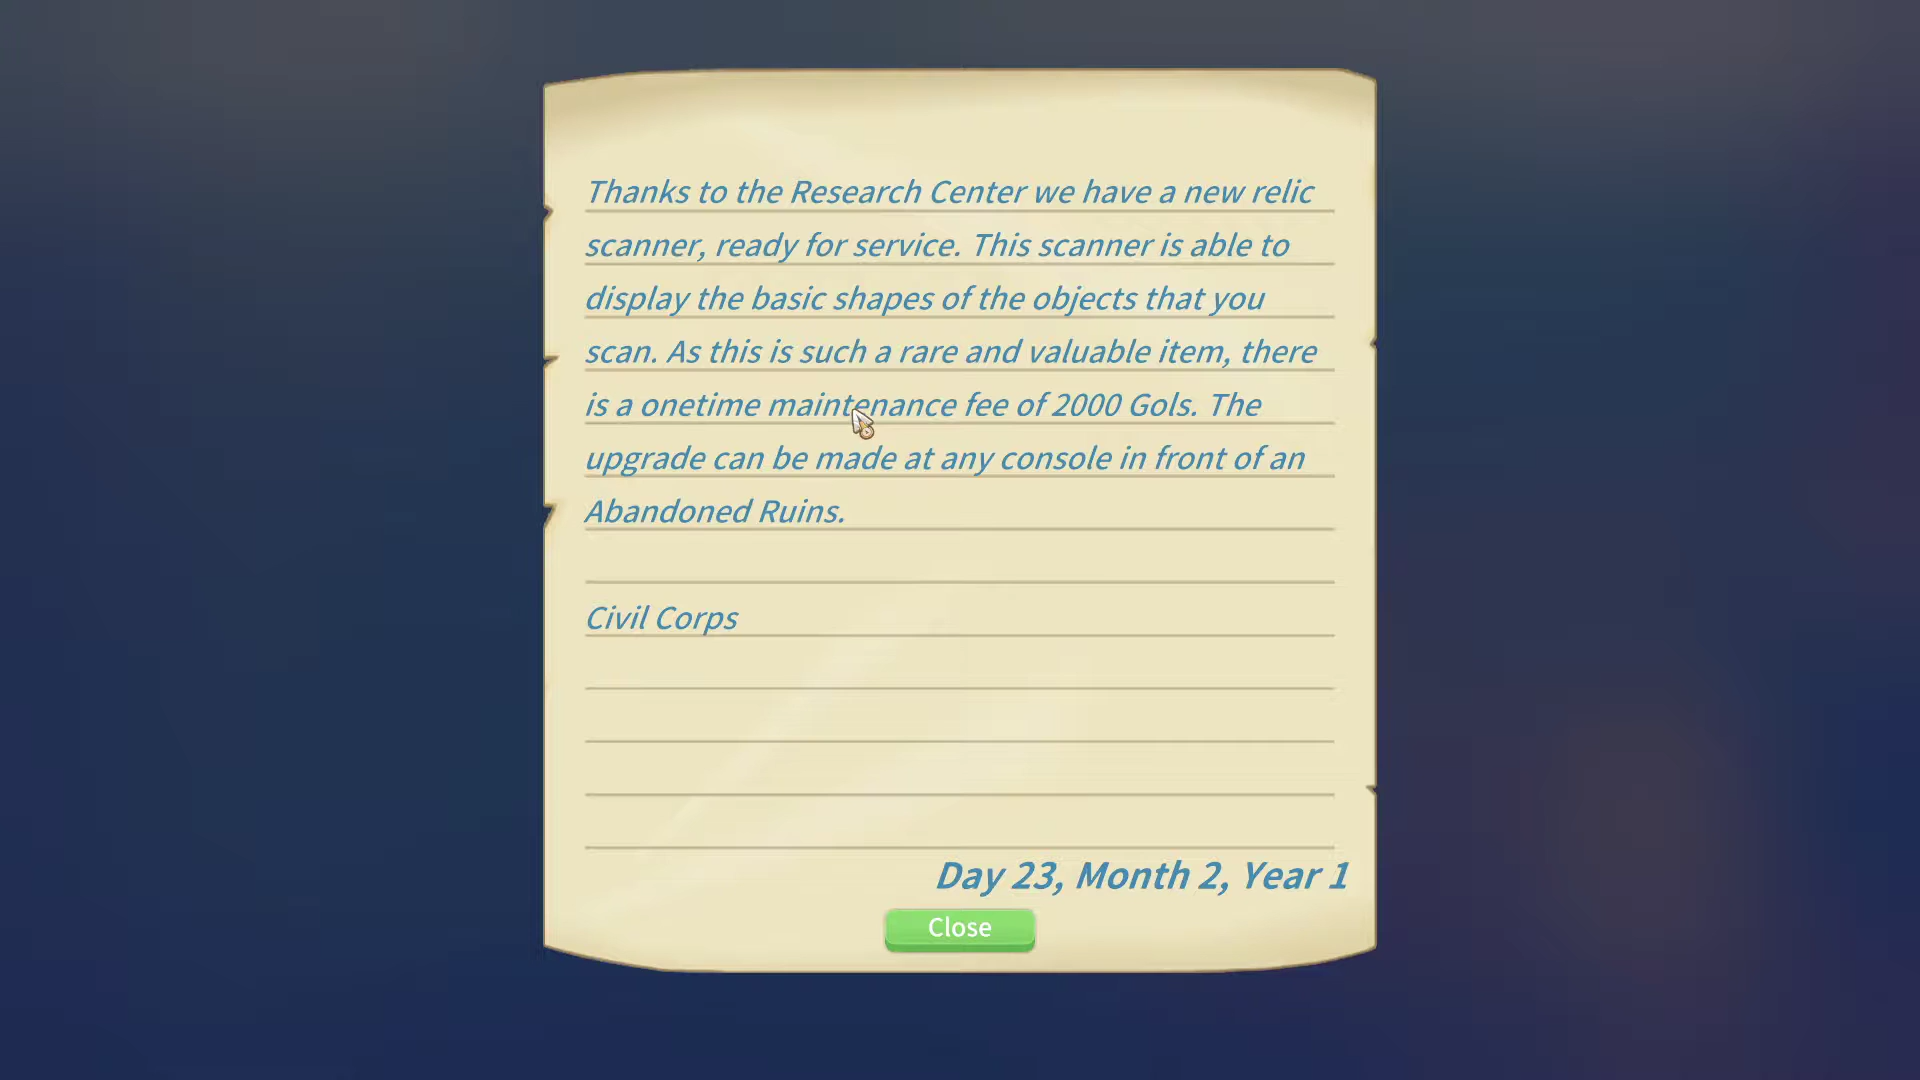 Thanks to the Research Center we have a new relic
scanner, ready for service. This scanner is able to
display the basic shapes of the objects that you
scan. As this is such a rare and valuable item, there
is a onetime maintenance fee of 2000 Gols. The
upgrade can be made at any console in front of an
Abandoned Ruins.
Civil Corps
Day 23, Month 2, Year 1
Close